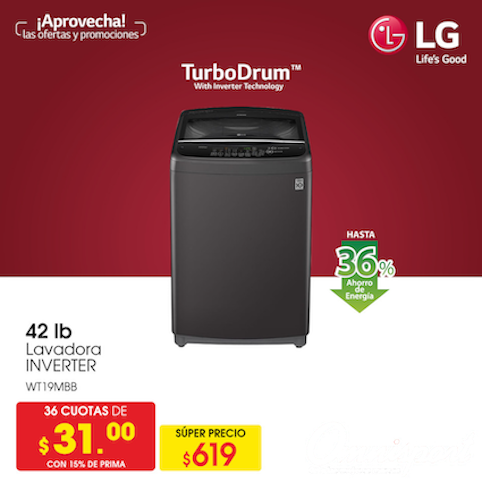 ¡Aprovecha!
las ofertas y promociones
LG
Life's Good
TurboDrum™
With Inverter Technology
HASTA
36%
Ahorro
de
Energía
42 lb
Lavadora
INVERTER
WT19MBB
36 CUOTAS DE
$31.00
CON 15% DE PRIMA
SÚPER PRECIO
$619